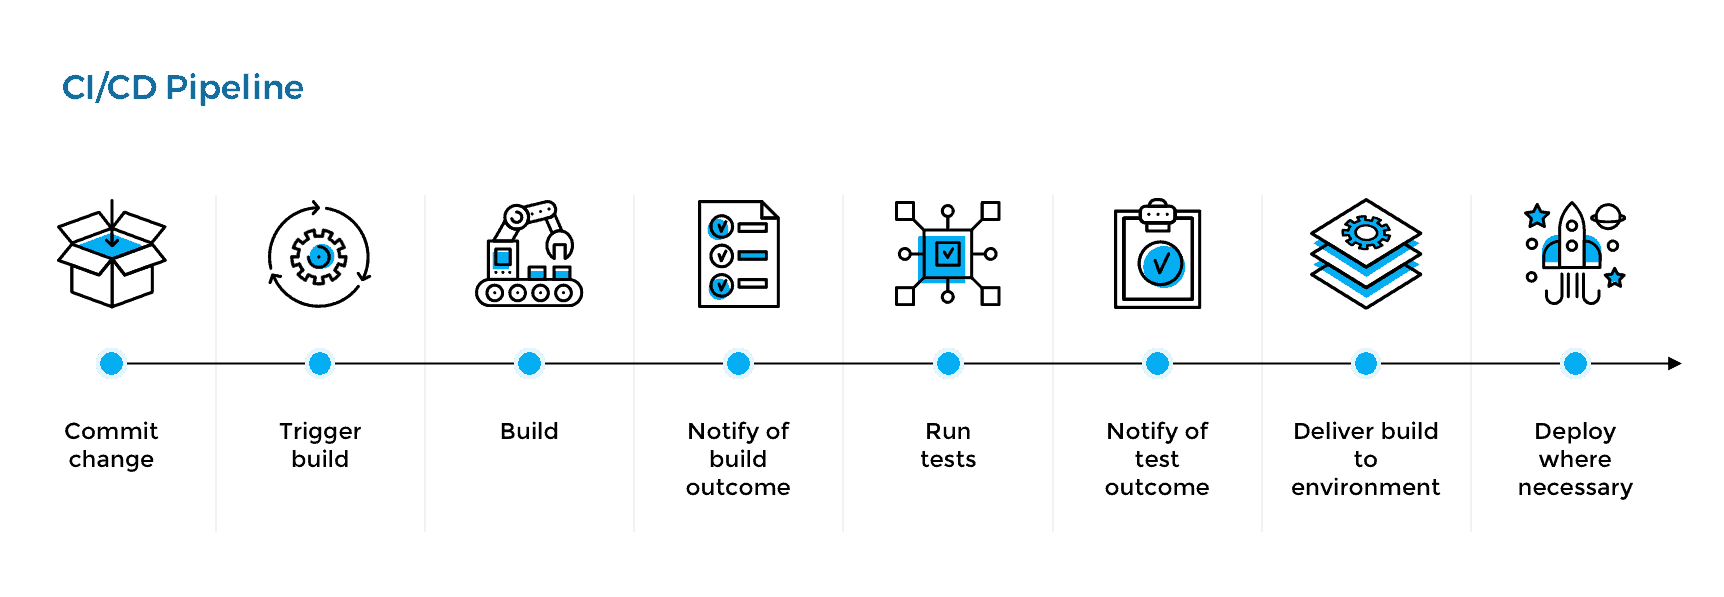 CI/CD Pipeline
Commit
change
Trigger
build
Build
Notify of
build
outcome
Run
tests
Notify of
test
outcome
Deliver build
to
environment
Deploy
where
necessary